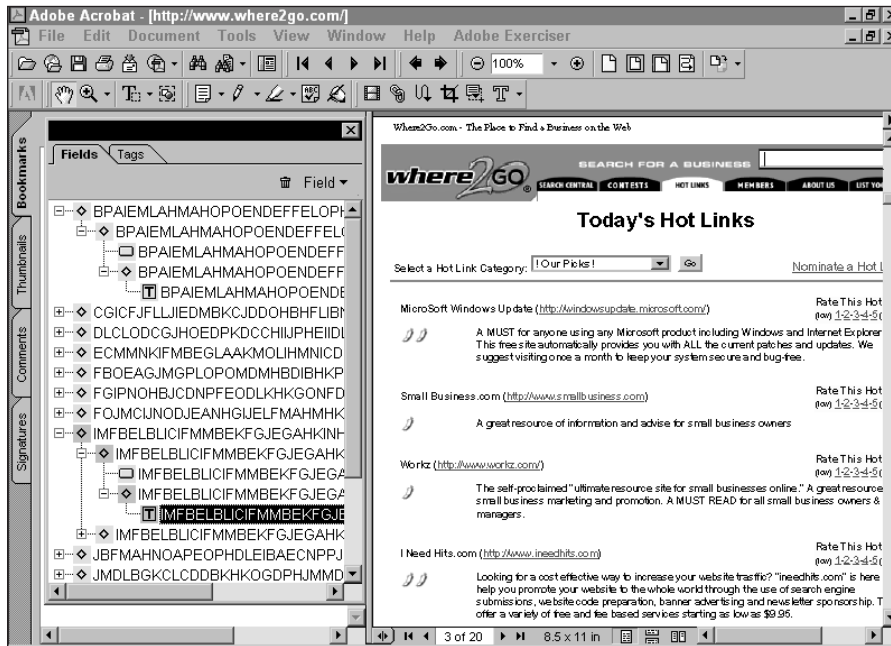 Adobe Acrobat - [http://www.where2go.com/]
File Edit Document Tools View Window Help Adobe Exerciser
100%
Bookmarks
Thumbnails
Comments
Signatures
Fields Tags
Field
BPAIEMLAHMAHOPOENDEFFELOPH
BPAIEMLAHMAHOPOENDEFFELO
BPAIEMLAHMAHOPOENDEFF
BPAIEMLAHMAHOPOENDEFF
T BPAIEMLAHMAHOPOENDE
CGICFJFLLJIEDMBKCJDDOHBHFLIBN
DLCLODCGJHOEDPKDCCHIIJPHEIIDL
ECMMNKIFMBEGLAAKMOLIHMNICD
FBOEAGJMGPLOPOMDMHBDIBHKP
FGIPNOHBJCDNPFEODLKHKGONFD
FOJMCIJNODJEANHGIJELFMAHMHK
IMFBELBLICIFMMBEKFGJEGAHKINH
IMFBELBLICIFMMBEKFGJEGAHK
IMFBELBLICIFMMBEKFGJEGA
IMFBELBLICIFMMBEKFGJEGA
T IMFBELBLICIFMMBEKFGJE
IMFBELBLICIFMMBEKFGJEGAHK
JBFMAHNOAPEOPHDLEIBAECNPPJ
JMDLBGKCLCDDBKHKOGDPHJMMD
Where2Go.com - The Place to Find a Business on the Web
where2GO®
SEARCH FOR A BUSINESS
SEARCH CENTRAL CONTESTS HOT LINKS MEMBERS ABOUT US LIST YO
Today's Hot Links
Select a Hot Link Category: !Our Picks! Go Nominate a Hot L
MicroSoft Windows Update (http://windowsupdate.microsoft.com/) Rate This Hot
(low) 1-2-3-4-5 (
A MUST for anyone using any Microsoft product including Windows and Internet Explorer
This free site automatically provides you with ALL the current patches and updates. We
suggest visiting once a month to keep your system secure and bug-free.
Small Business.com (http://www.smallbusiness.com) Rate This Hot
(low) 1-2-3-4-5 (
A great resource of information and advise for small business owners
Workz (http://www.workz.com/) Rate This Hot
(low) 1-2-3-4-5 (
The self-proclaimed "ultimate resource site for small businesses online." A great resource
small business marketing and promotion. A MUST READ for all small business owners &
managers.
I Need Hits.com (http://www.ineedhits.com) Rate This Hot
(low) 1-2-3-4-5 (
Looking for a cost effective way to increase your website trasffic? "ineedhits.com" is here
help you promote your website to the whole world through the use of search engine
submissions, website code preparation, banner advertising and newsletter sponsorship. T
offer a variety of free and fee based services starting as low as $9.95.
3 of 20 8.5 x 11 in